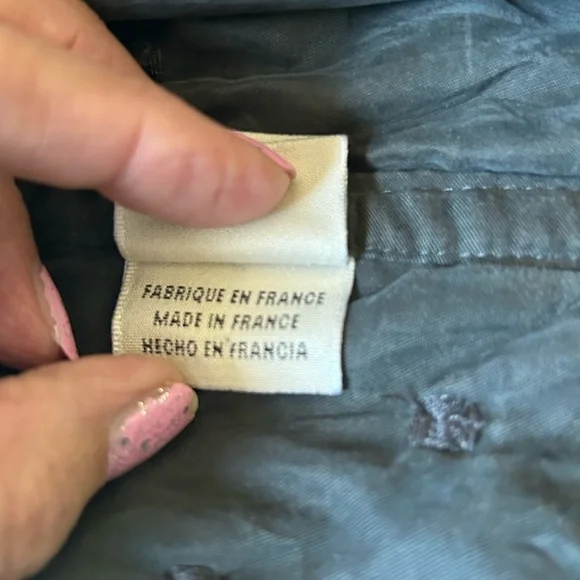 FABRIQUE EN FRANCE
MADE IN FRANCE
HECHO EN FRANCIA